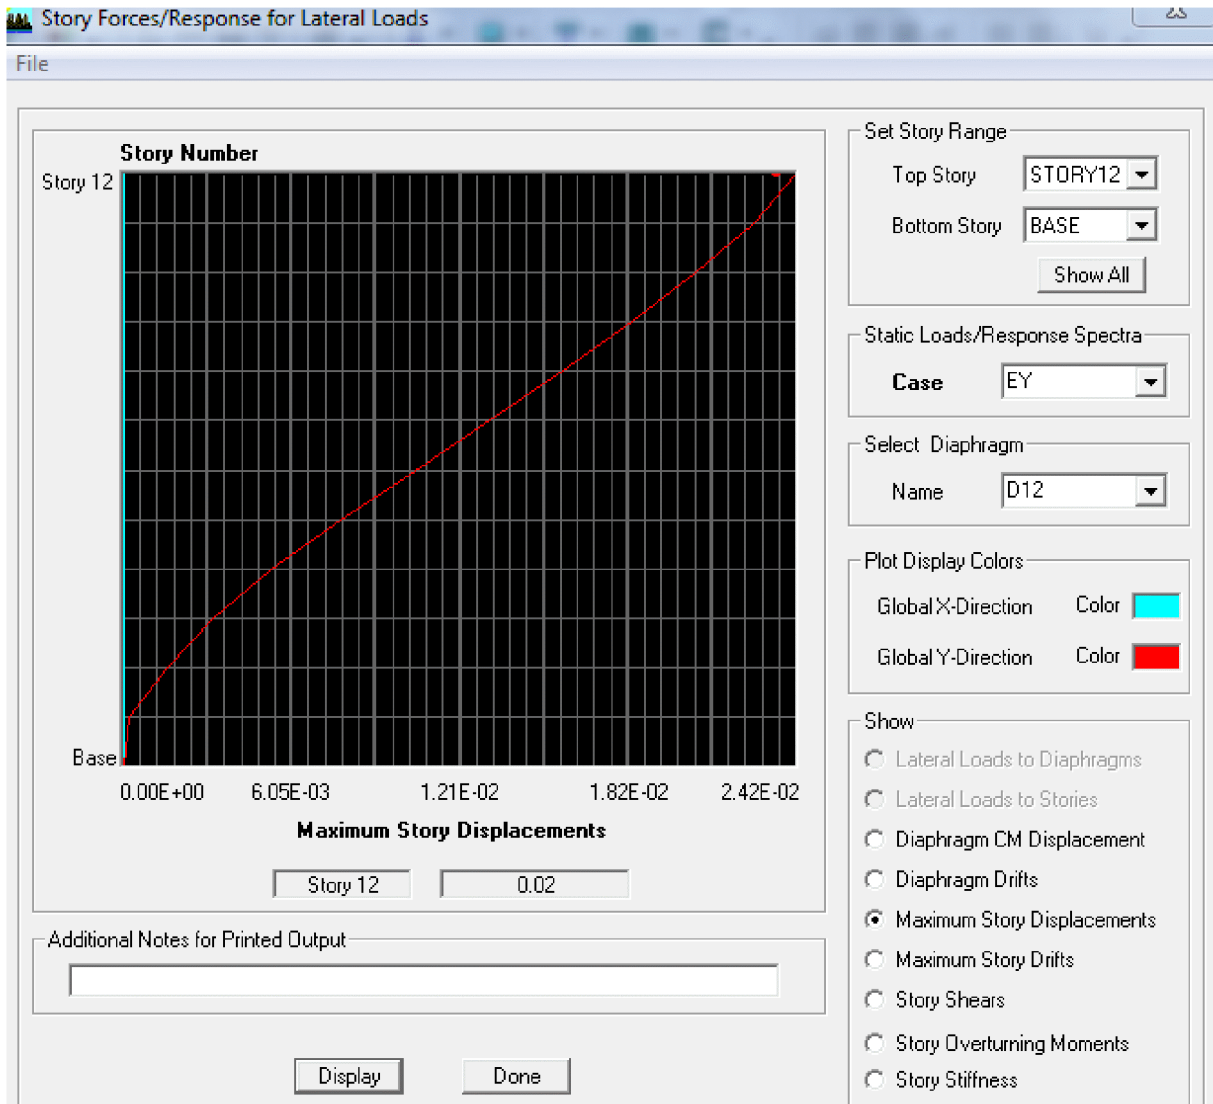 Story Forces/Response for Lateral Loads
File
Story Number
Story 12
Base
0.00E+00 6.05E-03 1.21E-02 1.82E-02 2.42E-02
Maximum Story Displacements
Story 12 0.02
Additional Notes for Printed Output
Display Done
Set Story Range
Top Story STORY12
Bottom Story BASE
Show All
Static Loads/Response Spectra
Case EY
Select Diaphragm
Name D12
Plot Display Colors
Global X-Direction Color
Global Y-Direction Color
Show
Lateral Loads to Diaphragms
Lateral Loads to Stories
Diaphragm CM Displacement
Diaphragm Drifts
Maximum Story Displacements
Maximum Story Drifts
Story Shears
Story Overturning Moments
Story Stiffness